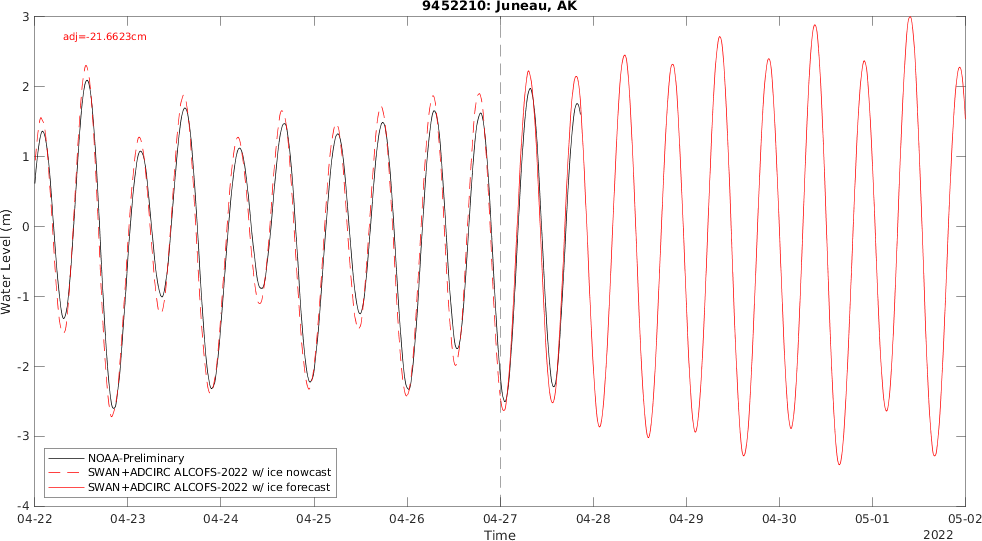 9452210: Juneau, AK
adj=-21.6623cm
3
2
1
0
-1
-2
-3
-4
Water Level (m)
NOAA-Preliminary
SWAN+ADCIRC ALCOFS-2022 w/ ice nowcast
SWAN+ADCIRC ALCOFS-2022 w/ ice forecast
04-22 04-23 04-24 04-25 04-26 04-27 04-28 04-29 04-30 05-01 05-02
Time
2022